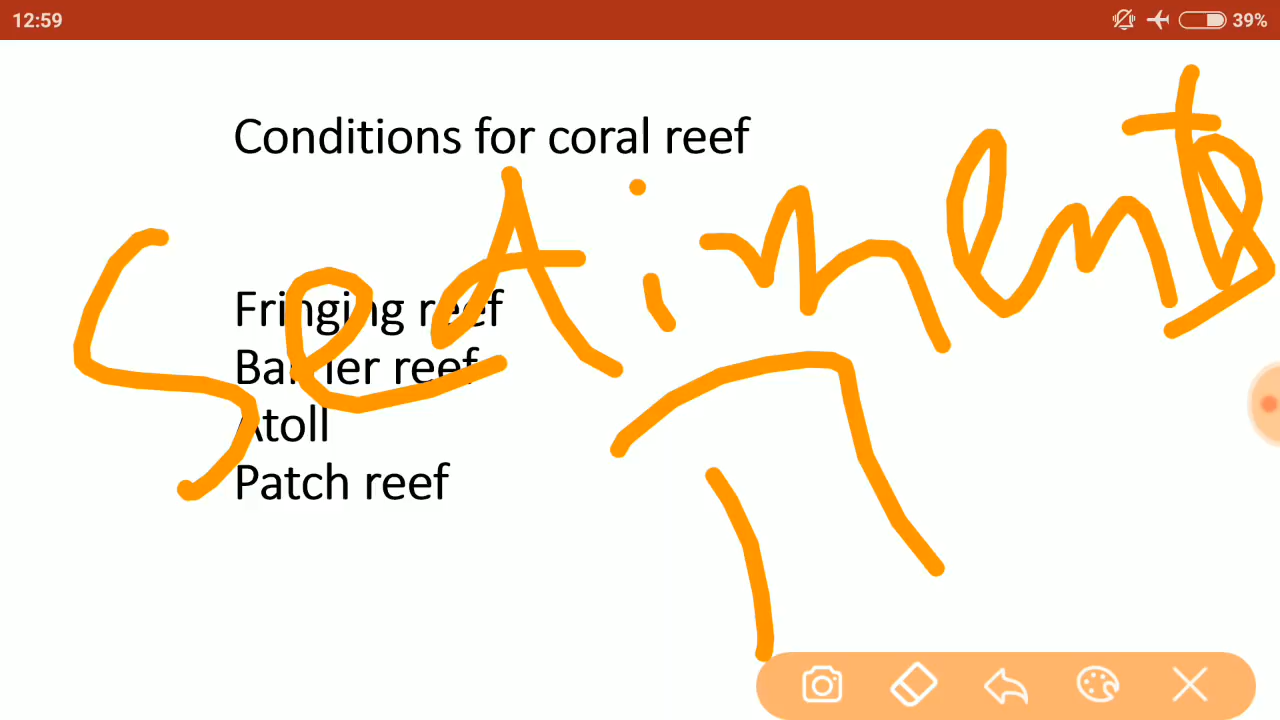 12:59
39%
Conditions for coral reef
Sediments
Fringing reef
Barrier reef
Atoll
Patch reef